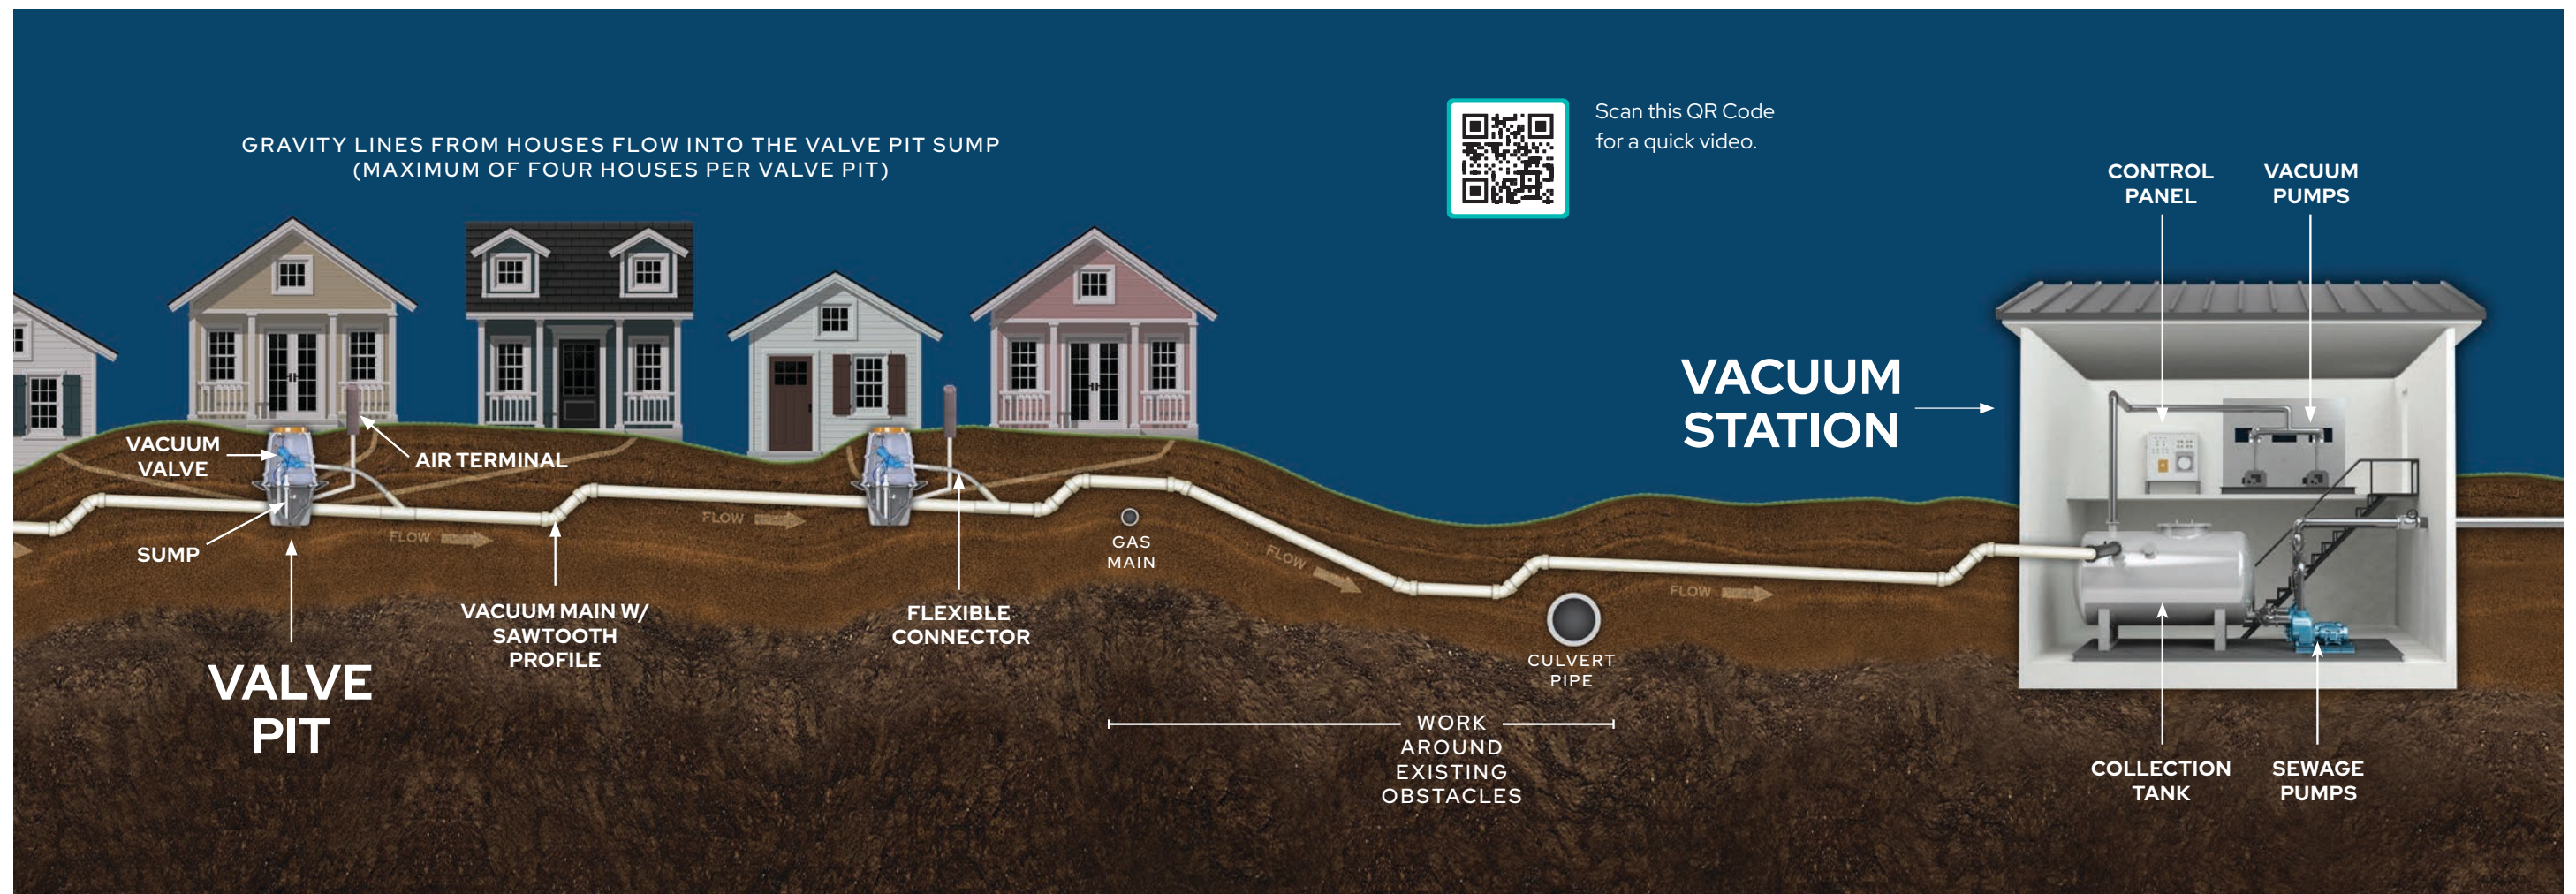 GRAVITY LINES FROM HOUSES FLOW INTO THE VALVE PIT SUMP
(MAXIMUM OF FOUR HOUSES PER VALVE PIT)
Scan this QR Code
for a quick video.
CONTROL
PANEL
VACUUM
PUMPS
VACUUM
STATION
VACUUM
VALVE
AIR TERMINAL
SUMP
FLOW
FLOW
VALVE
PIT
VACUUM MAIN W/
SAWTOOTH
PROFILE
FLEXIBLE
CONNECTOR
GAS
MAIN
FLOW
FLOW
CULVERT
PIPE
WORK
AROUND
EXISTING
OBSTACLES
COLLECTION
TANK
SEWAGE
PUMPS